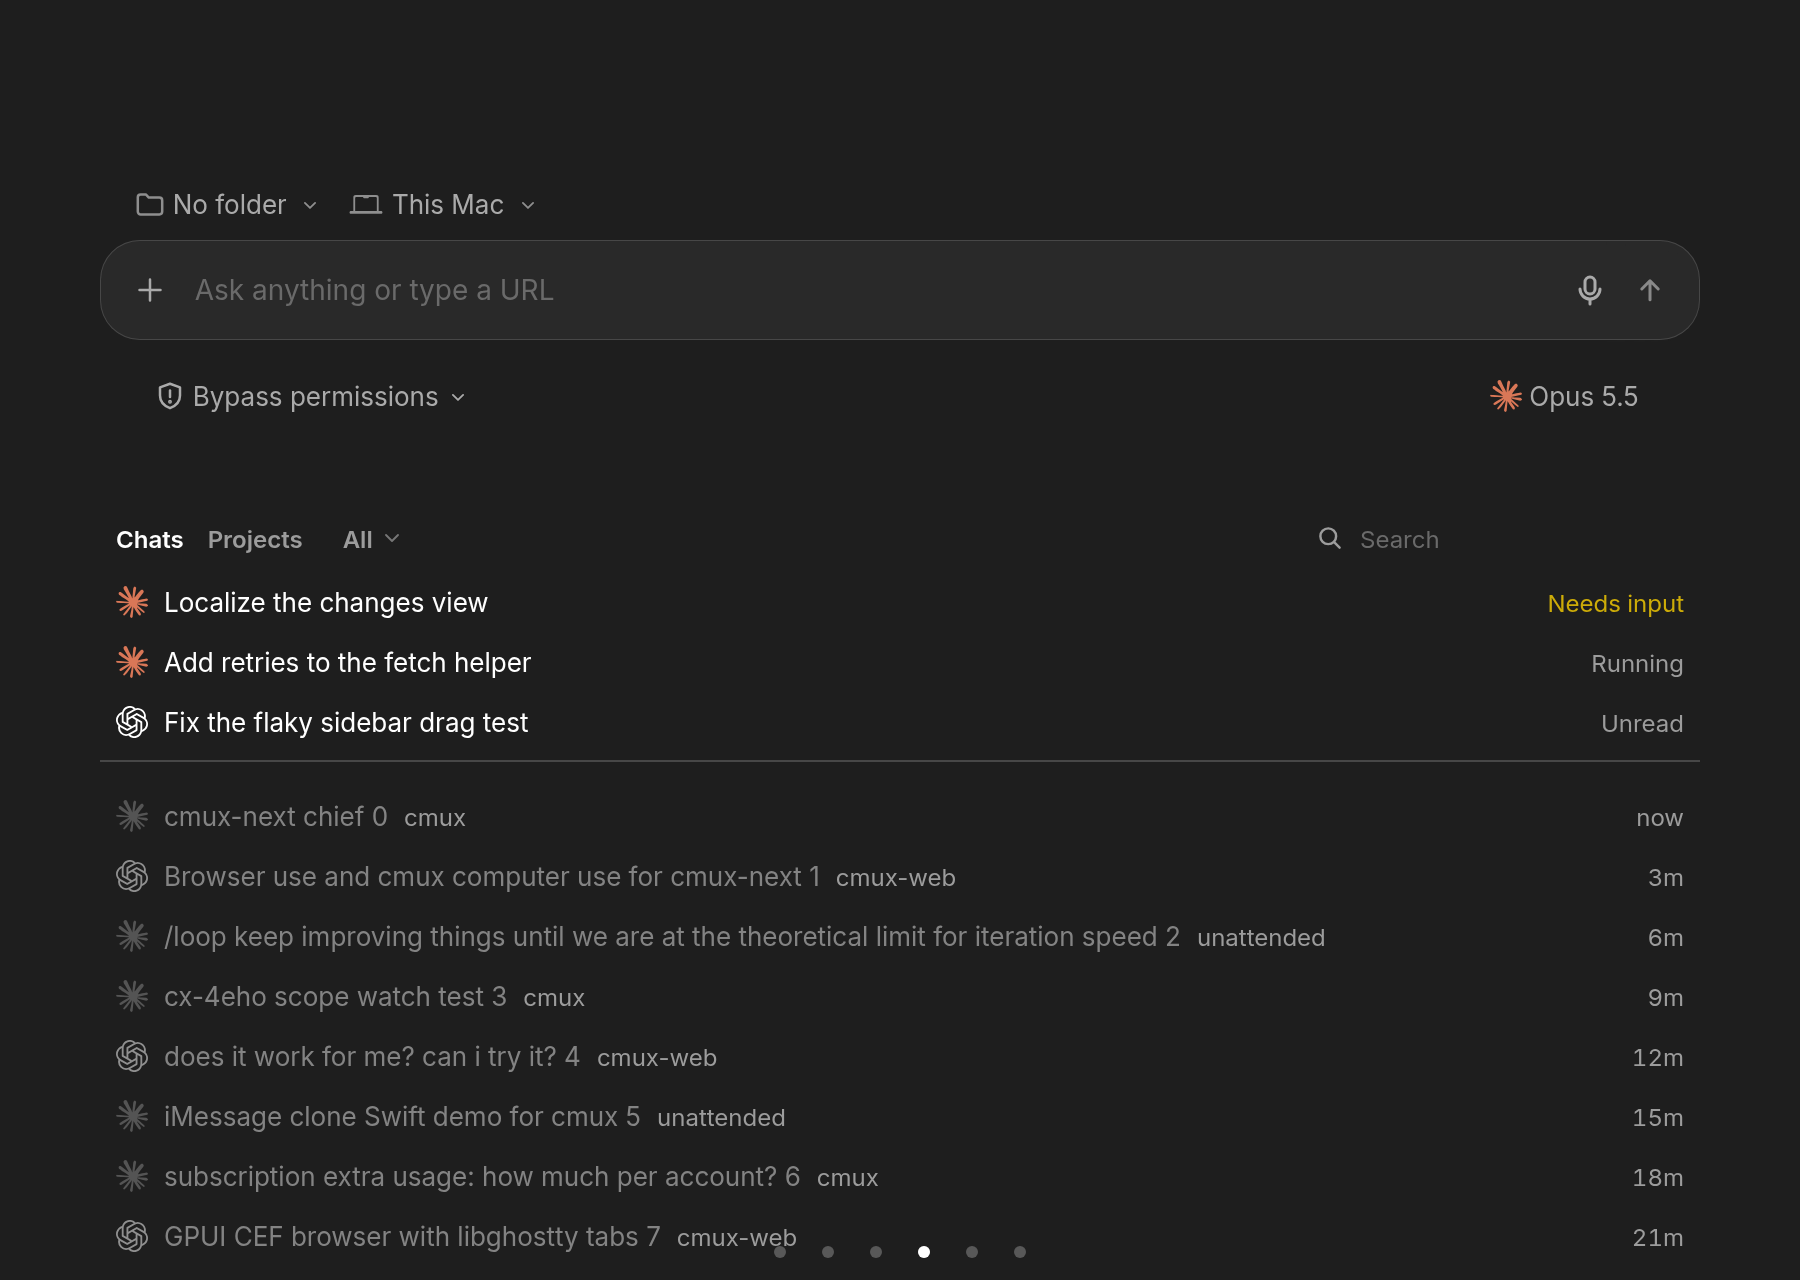 No folder This Mac
Ask anything or type a URL
Bypass permissions Opus 5.5
Chats Projects All Search
Localize the changes view Needs input
Add retries to the fetch helper Running
Fix the flaky sidebar drag test Unread
cmux-next chief 0 cmux now
Browser use and cmux computer use for cmux-next 1 cmux-web 3m
/loop keep improving things until we are at the theoretical limit for iteration speed 2 unattended 6m
cx-4eho scope watch test 3 cmux 9m
does it work for me? can i try it? 4 cmux-web 12m
iMessage clone Swift demo for cmux 5 unattended 15m
subscription extra usage: how much per account? 6 cmux 18m
GPUI CEF browser with libghostty tabs 7 cmux-web 21m